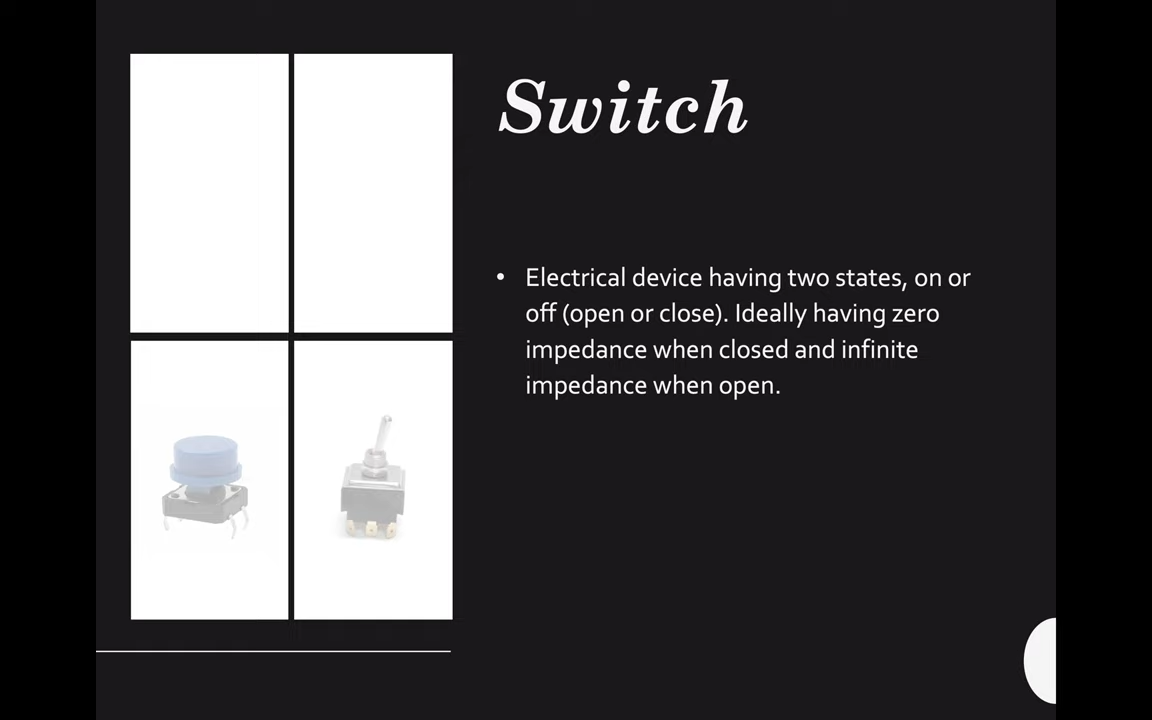 Switch
• Electrical device having two states, on or
off (open or close). Ideally having zero
impedance when closed and infinite
impedance when open.